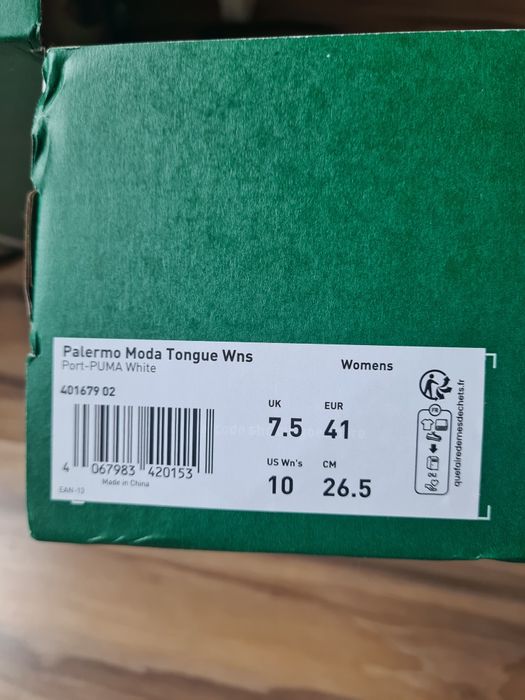 Palermo Moda Tongue Wns
Womens
Port-PUMA White
401679 02
UK
EUR
7.5
41
US Wn's
CM
10
26.5
4 067983 420153
Made in China
EAN-13
FR
quefairedemesdechets.fr